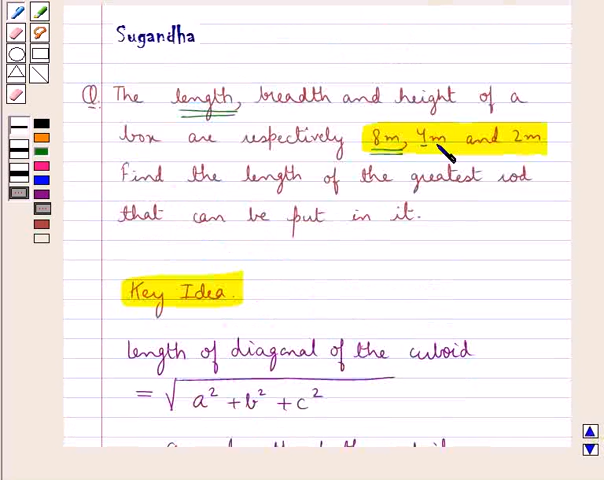 Sugandha
Q. The length, breadth and height of a
box are respectively 8m, 4m and 2m
Find the length of the greatest rod
that can be put in it.
Key Idea.
length of diagonal of the cuboid
= √a² + b² + c²